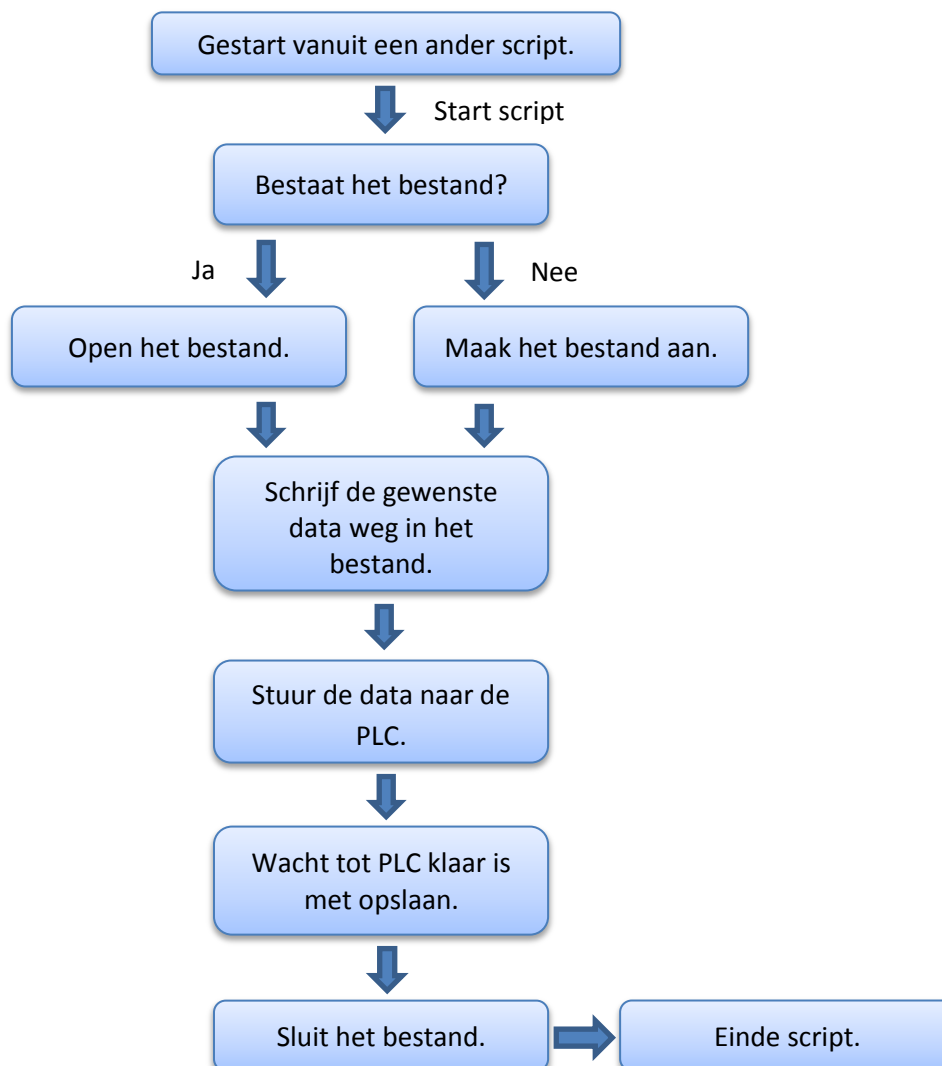 Gestart vanuit een ander script.
Start script
Bestaat het bestand?
Ja
Nee
Open het bestand.
Maak het bestand aan.
Schrijf de gewenste
data weg in het
bestand.
Stuur de data naar de
PLC.
Wacht tot PLC klaar is
met opslaan.
Sluit het bestand.
Einde script.